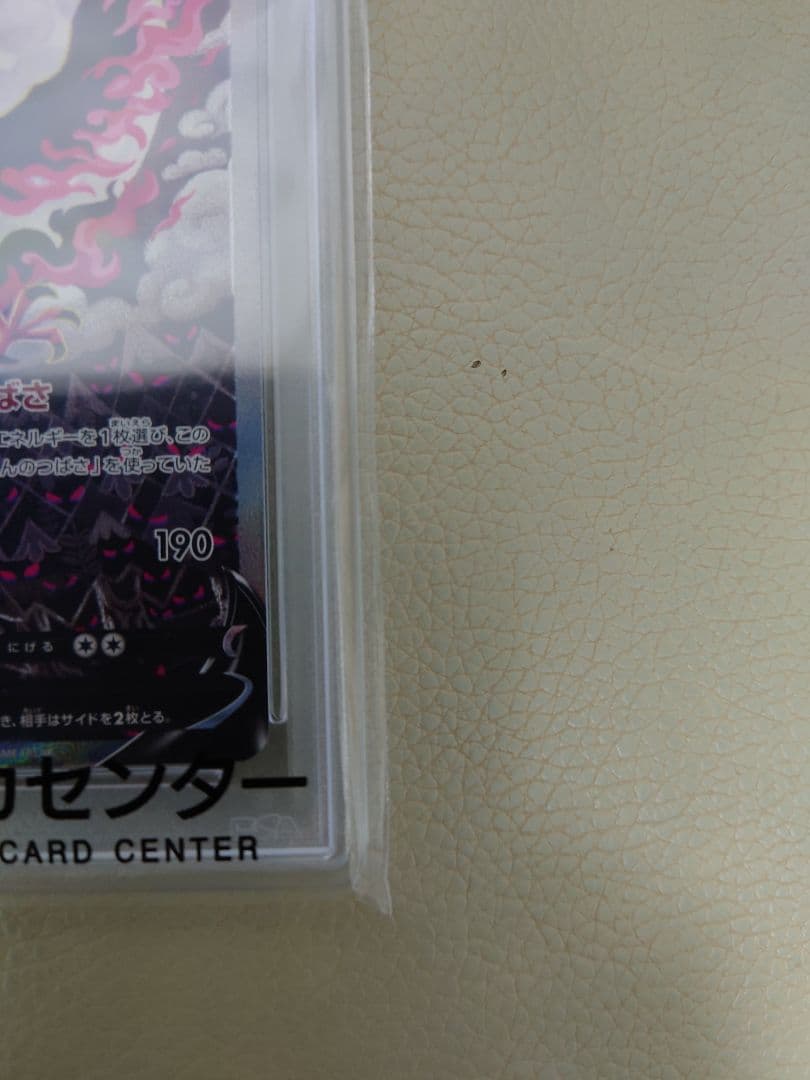 ばさ
エネルギーを1枚選び、この
んのつばさ」を使っていた
190
にげる
き、相手はサイドを2枚とる。
カセンター
CARD CENTER
PSA